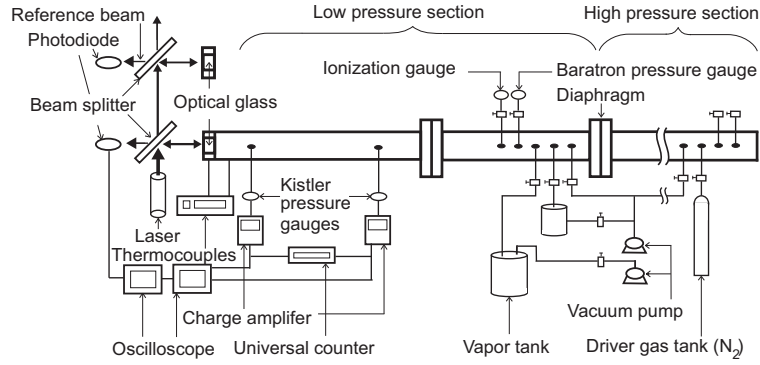 Reference beam
Low pressure section
High pressure section
Photodiode
Ionization gauge
Baratron pressure gauge
Diaphragm
Beam splitter
Optical glass
Kistler
pressure
gauges
Laser
Thermocouples
Charge amplifer
Vacuum pump
Oscilloscope
Universal counter
Vapor tank
Driver gas tank (N2)